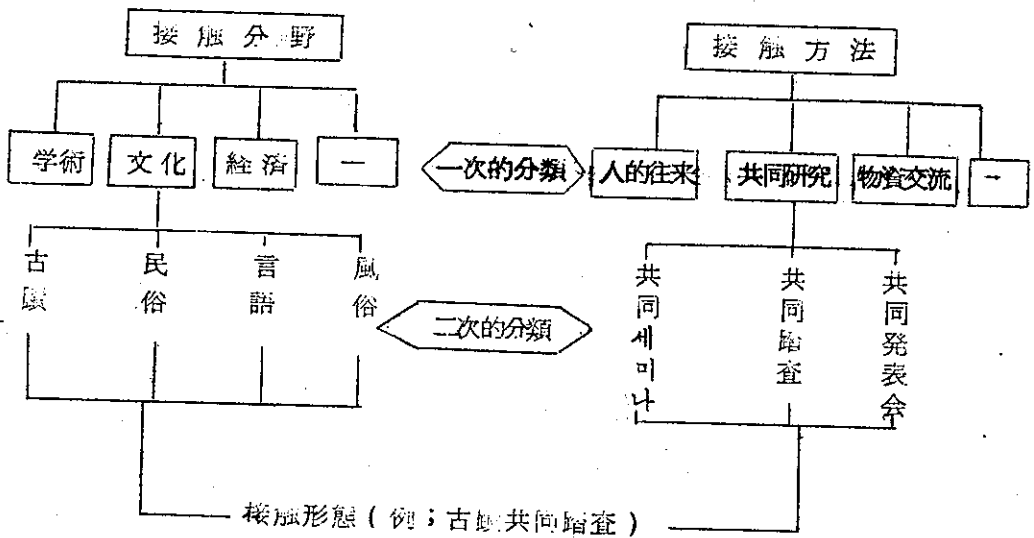 接触分野
接触方法
学術 文化 経済 一 一次的分類 人的往来 共同研究 物資交流 一
古蹟
民俗
言語
風俗
二次的分類
共同세미나
共同踏査
共同発表会
接触形態 ( 例 ; 古蹟共同踏査 )